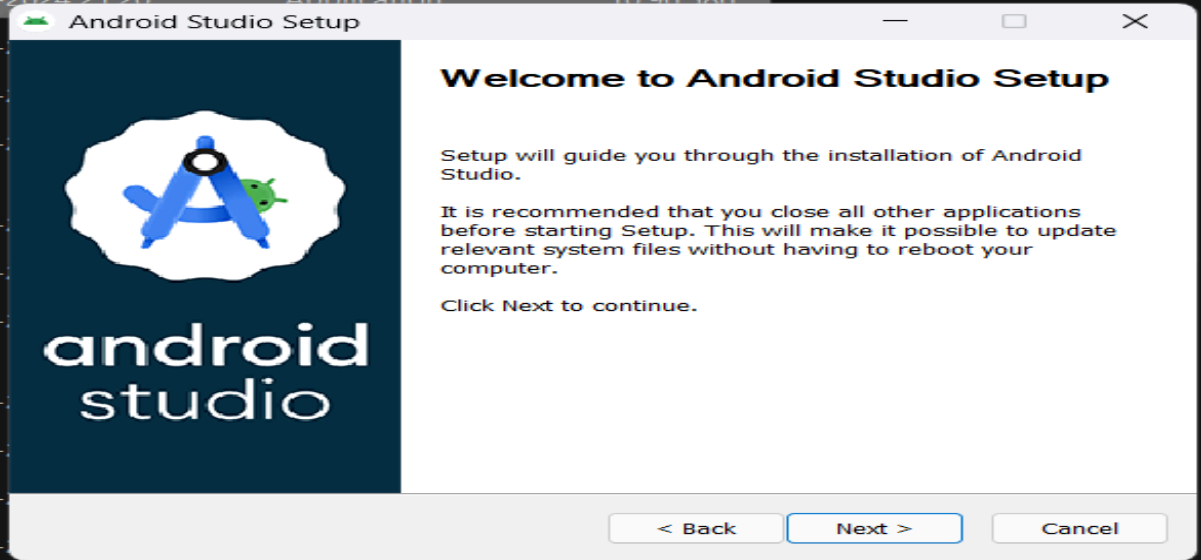 Android Studio Setup
Welcome to Android Studio Setup
Setup will guide you through the installation of Android
Studio.
It is recommended that you close all other applications
before starting Setup. This will make it possible to update
relevant system files without having to reboot your
computer.
Click Next to continue.
android
studio
< Back
Next >
Cancel